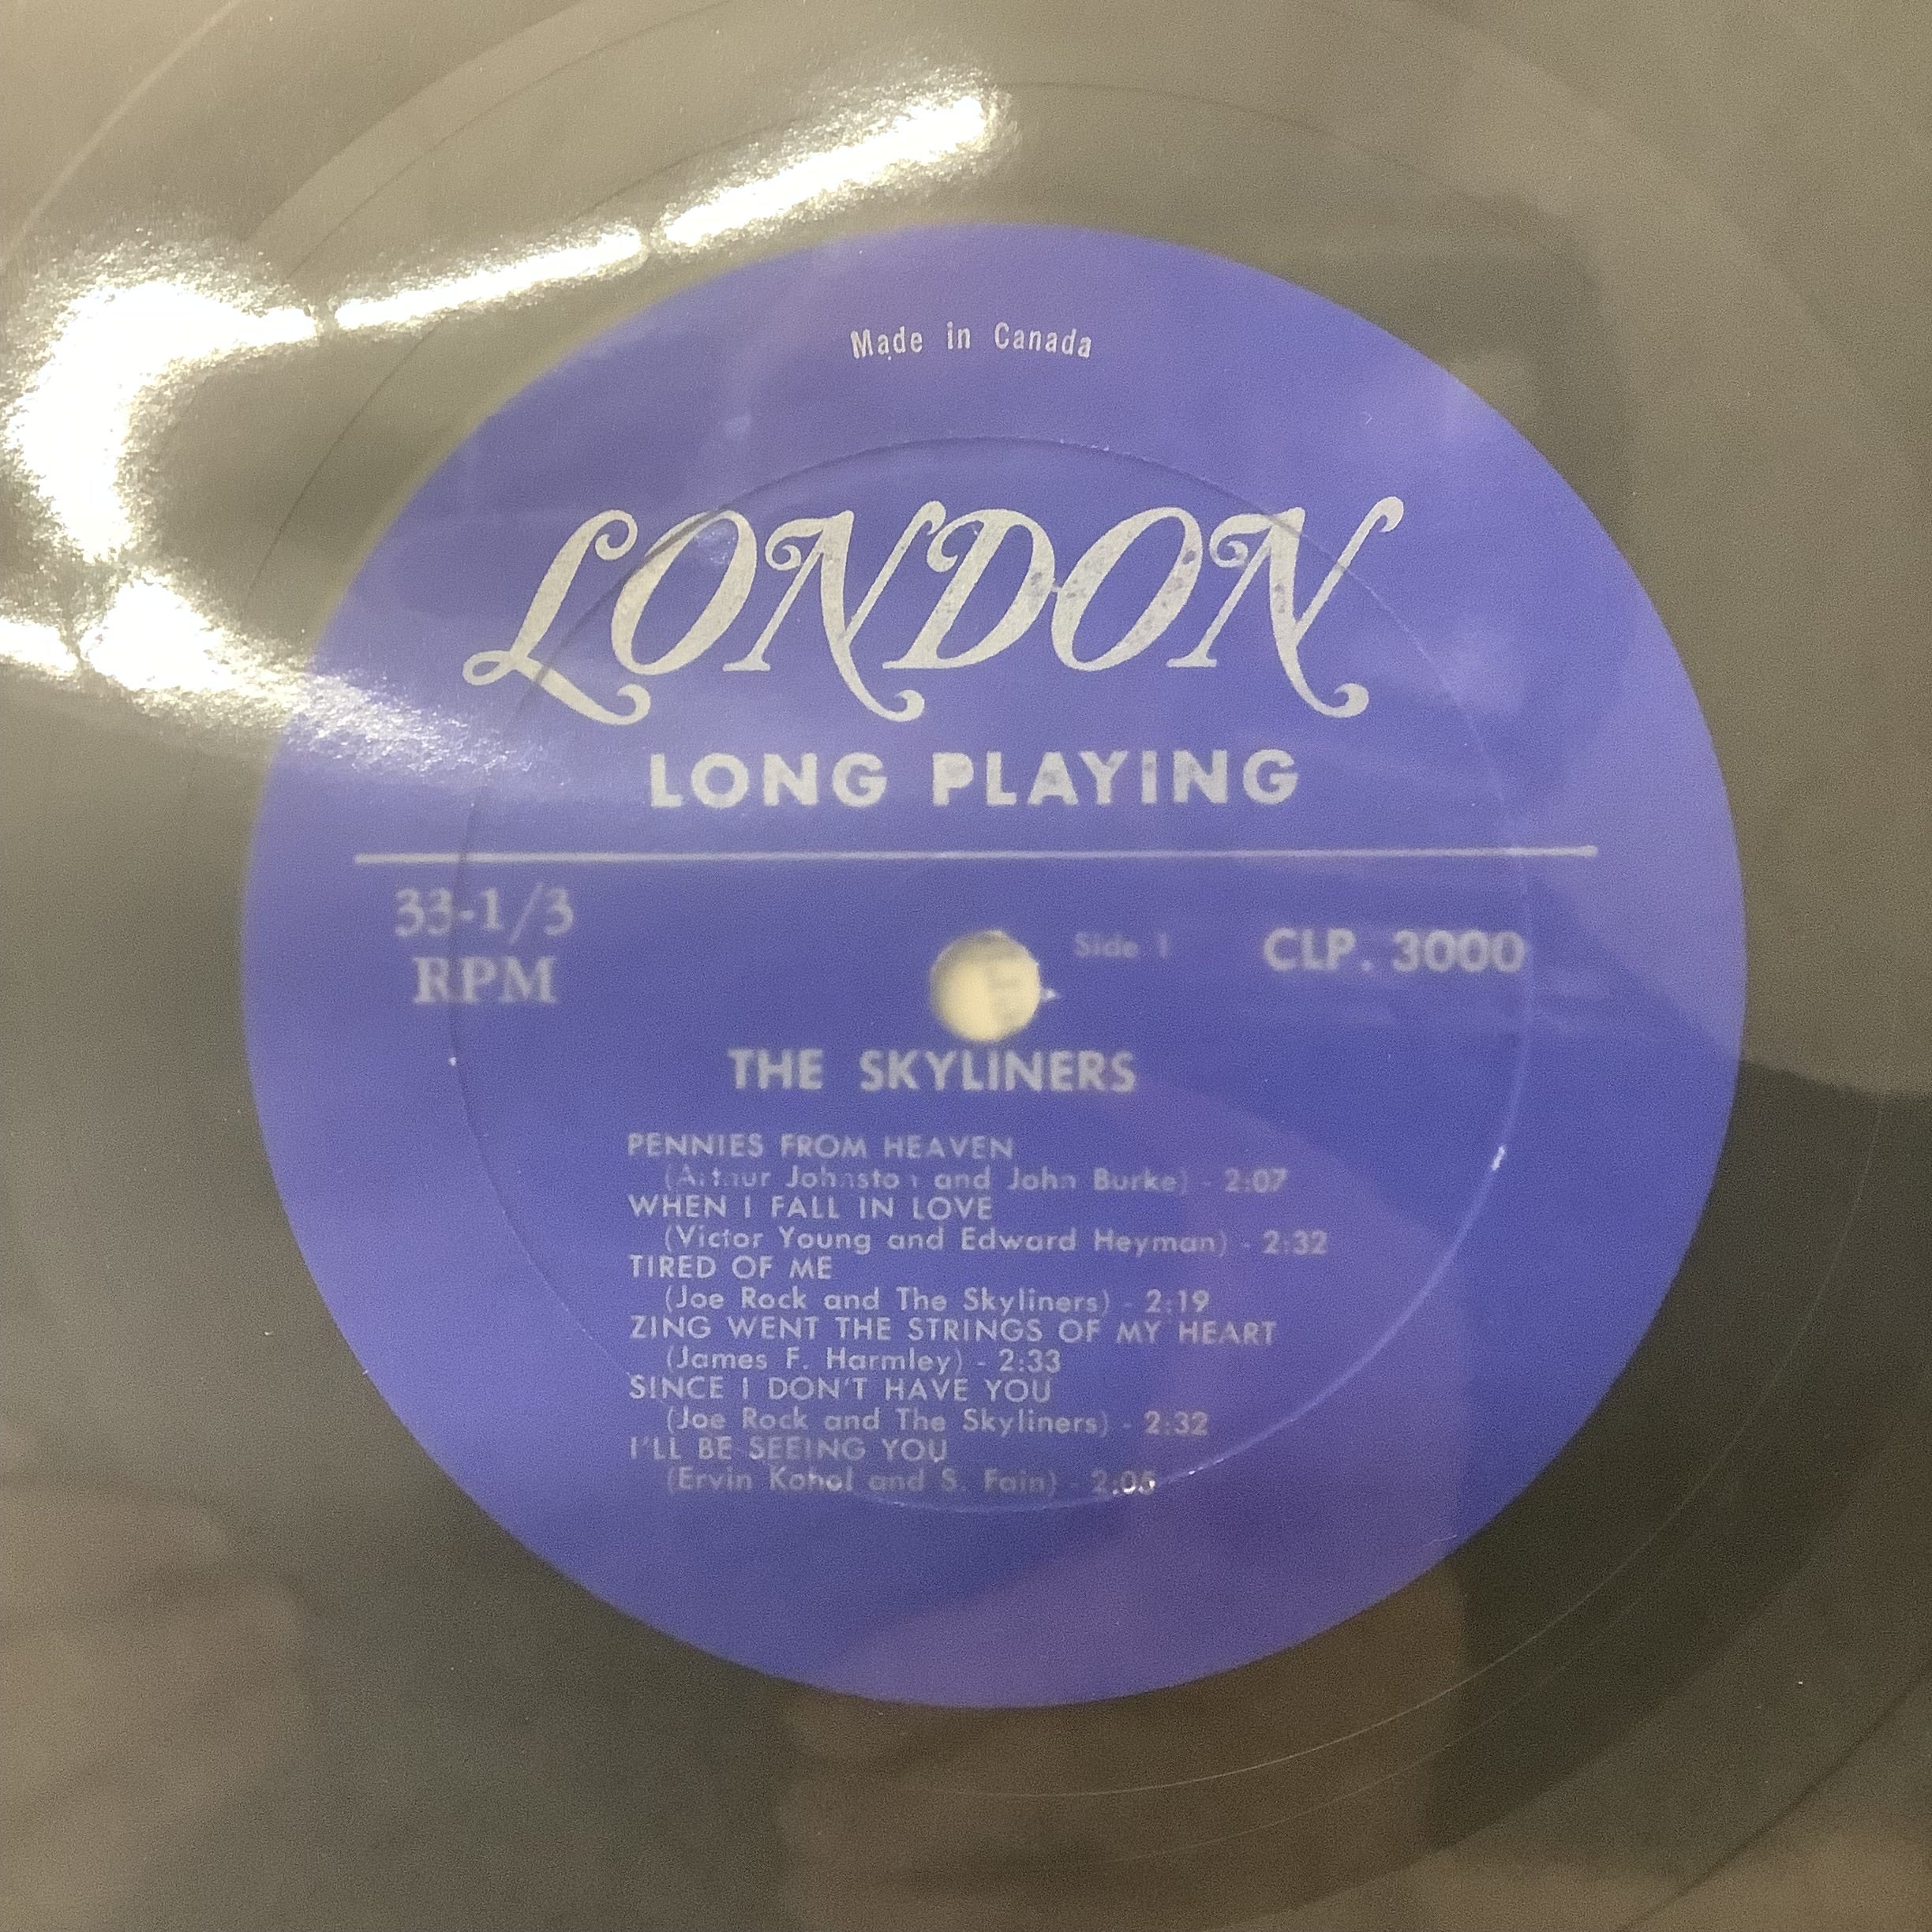 Made in Canada
LONDON
LONG PLAYING
33-1/3
RPM
Side 1
CLP. 3000
THE SKYLINERS
PENNIES FROM HEAVEN
(Arthur Johnston and John Burke) - 2:07
WHEN I FALL IN LOVE
(Victor Young and Edward Heyman) - 2:32
TIRED OF ME
(Joe Rock and The Skyliners) - 2:19
ZING WENT THE STRINGS OF MY HEART
(James F. Harmley) - 2:33
SINCE I DON'T HAVE YOU
(Joe Rock and The Skyliners) - 2:32
I'LL BE SEEING YOU
(Ervin Kohol and S. Fain) - 2:05